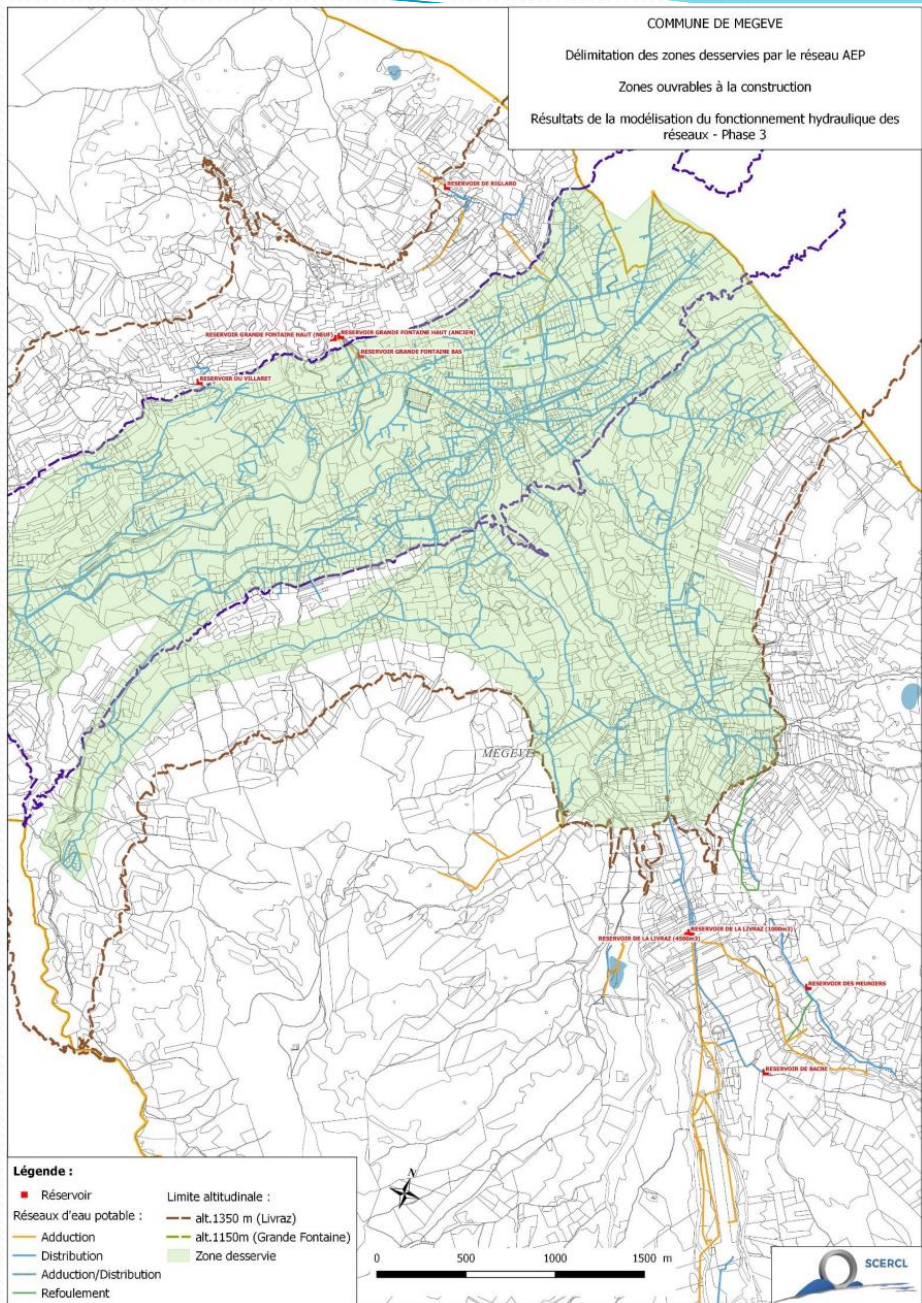 COMMUNE DE MEGEVE
Délimitation des zones desservies par le réseau AEP
Zones ouvrables à la construction
Résultats de la modélisation du fonctionnement hydraulique des
réseaux - Phase 3
RESERVOIR DE RIGLARD
RESERVOIR GRANDE FONTAINE HAUT (NEUF)
RESERVOIR GRANDE FONTAINE HAUT (ANCIEN)
RESERVOIR GRANDE FONTAINE BAS
RESERVOIR DU VILLARET
MEGEVE
RESERVOIR DE LA LIVRAZ (1000m3)
RESERVOIR DE LA LIVRAZ (4500m3)
RESERVOIR DES MEUNIERS
RESERVOIR DE BACRE
Légende :
Réservoir
Réseaux d'eau potable :
Adduction
Distribution
Adduction/Distribution
Refoulement
Limite altitudinale :
alt.1350 m (Livraz)
alt.1150m (Grande Fontaine)
Zone desservie
N
0 500 1000 1500 m
SCERCL